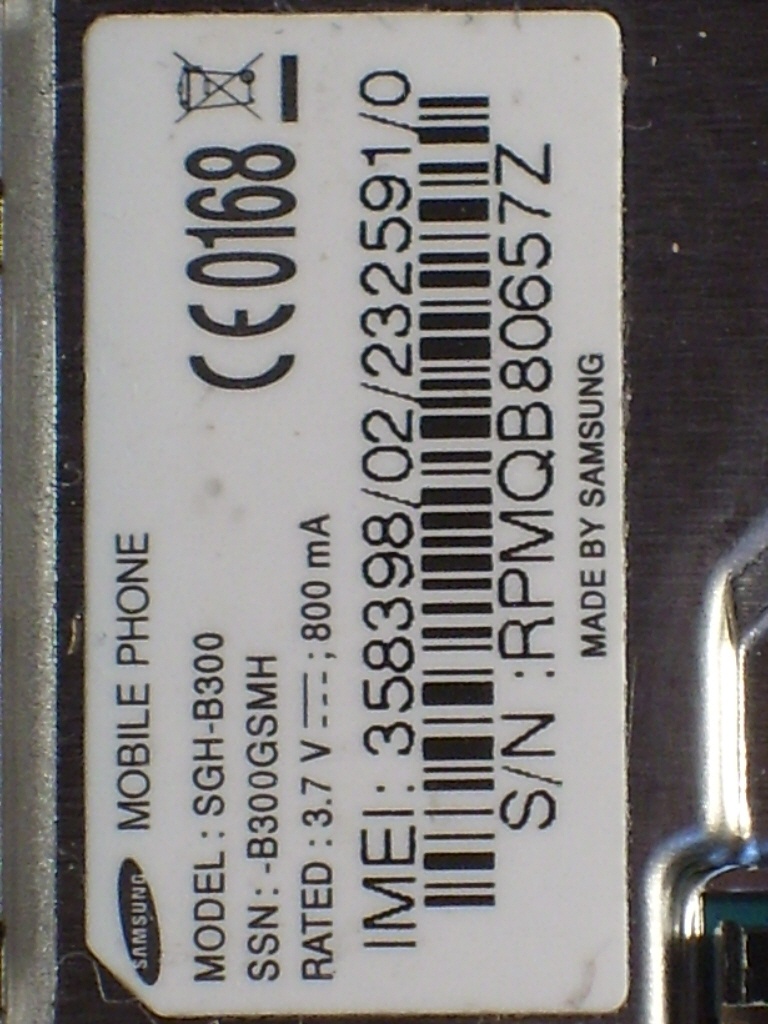 SAMSUNG MOBILE PHONE
MODEL : SGH-B300
SSN : -B300GSMH
RATED : 3.7 V ; 800 mA
CE 0168
IMEI: 358398/02/232591/0
S/N :RPMQB80657Z
MADE BY SAMSUNG